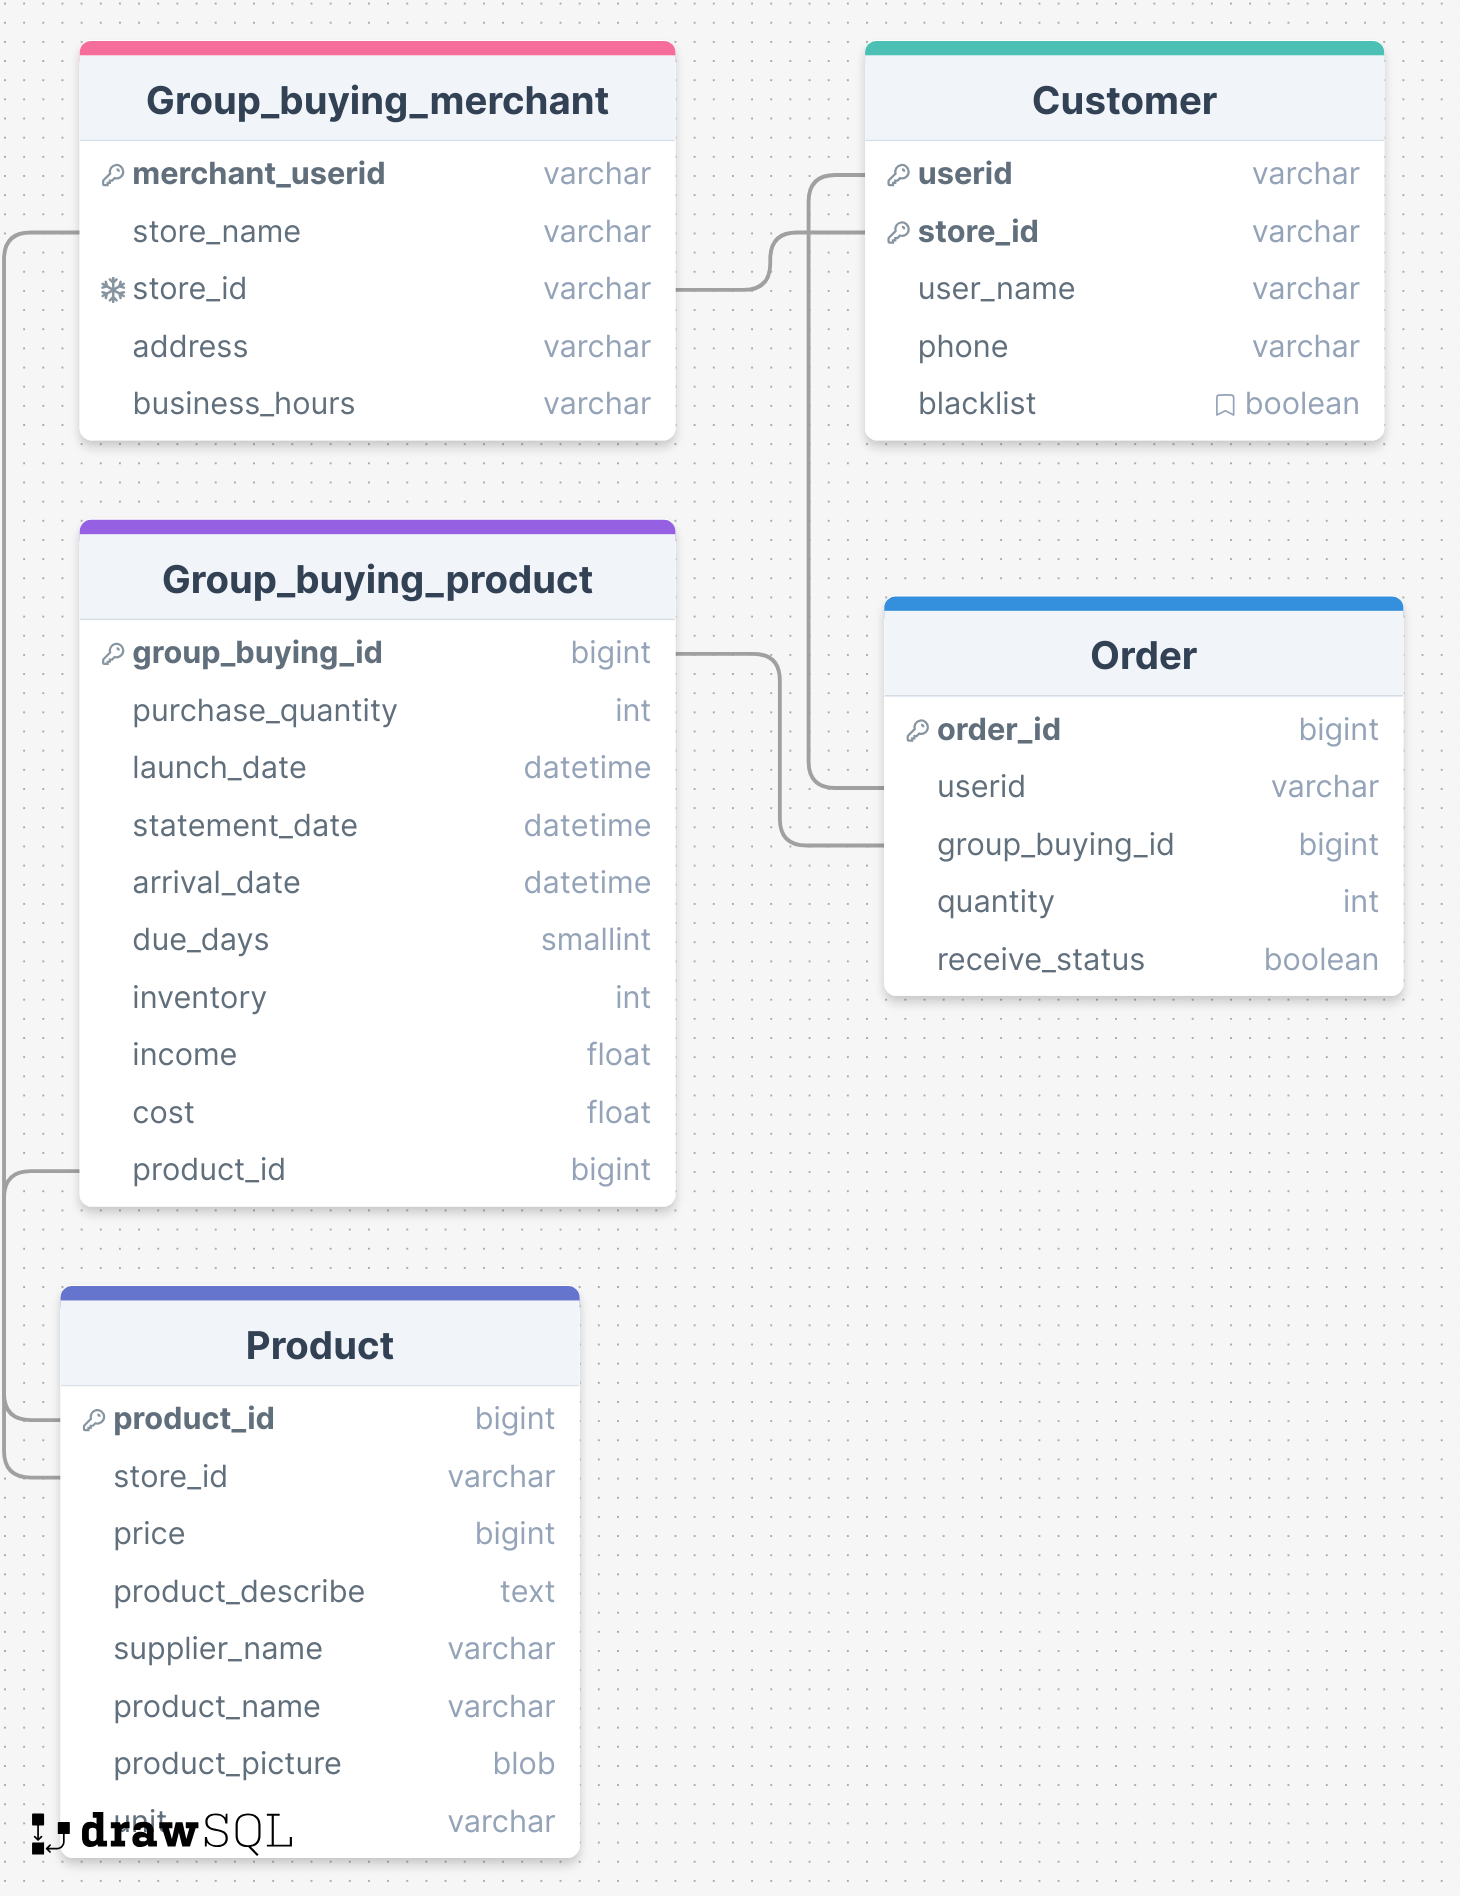 Group_buying_merchant
merchant_userid varchar
store_name varchar
store_id varchar
address varchar
business_hours varchar
Customer
userid varchar
store_id varchar
user_name varchar
phone varchar
blacklist boolean
Group_buying_product
group_buying_id bigint
purchase_quantity int
launch_date datetime
statement_date datetime
arrival_date datetime
due_days smallint
inventory int
income float
cost float
product_id bigint
Order
order_id bigint
userid varchar
group_buying_id bigint
quantity int
receive_status boolean
Product
product_id bigint
store_id varchar
price bigint
product_describe text
supplier_name varchar
product_name varchar
product_picture blob
unit varchar
drawSQL